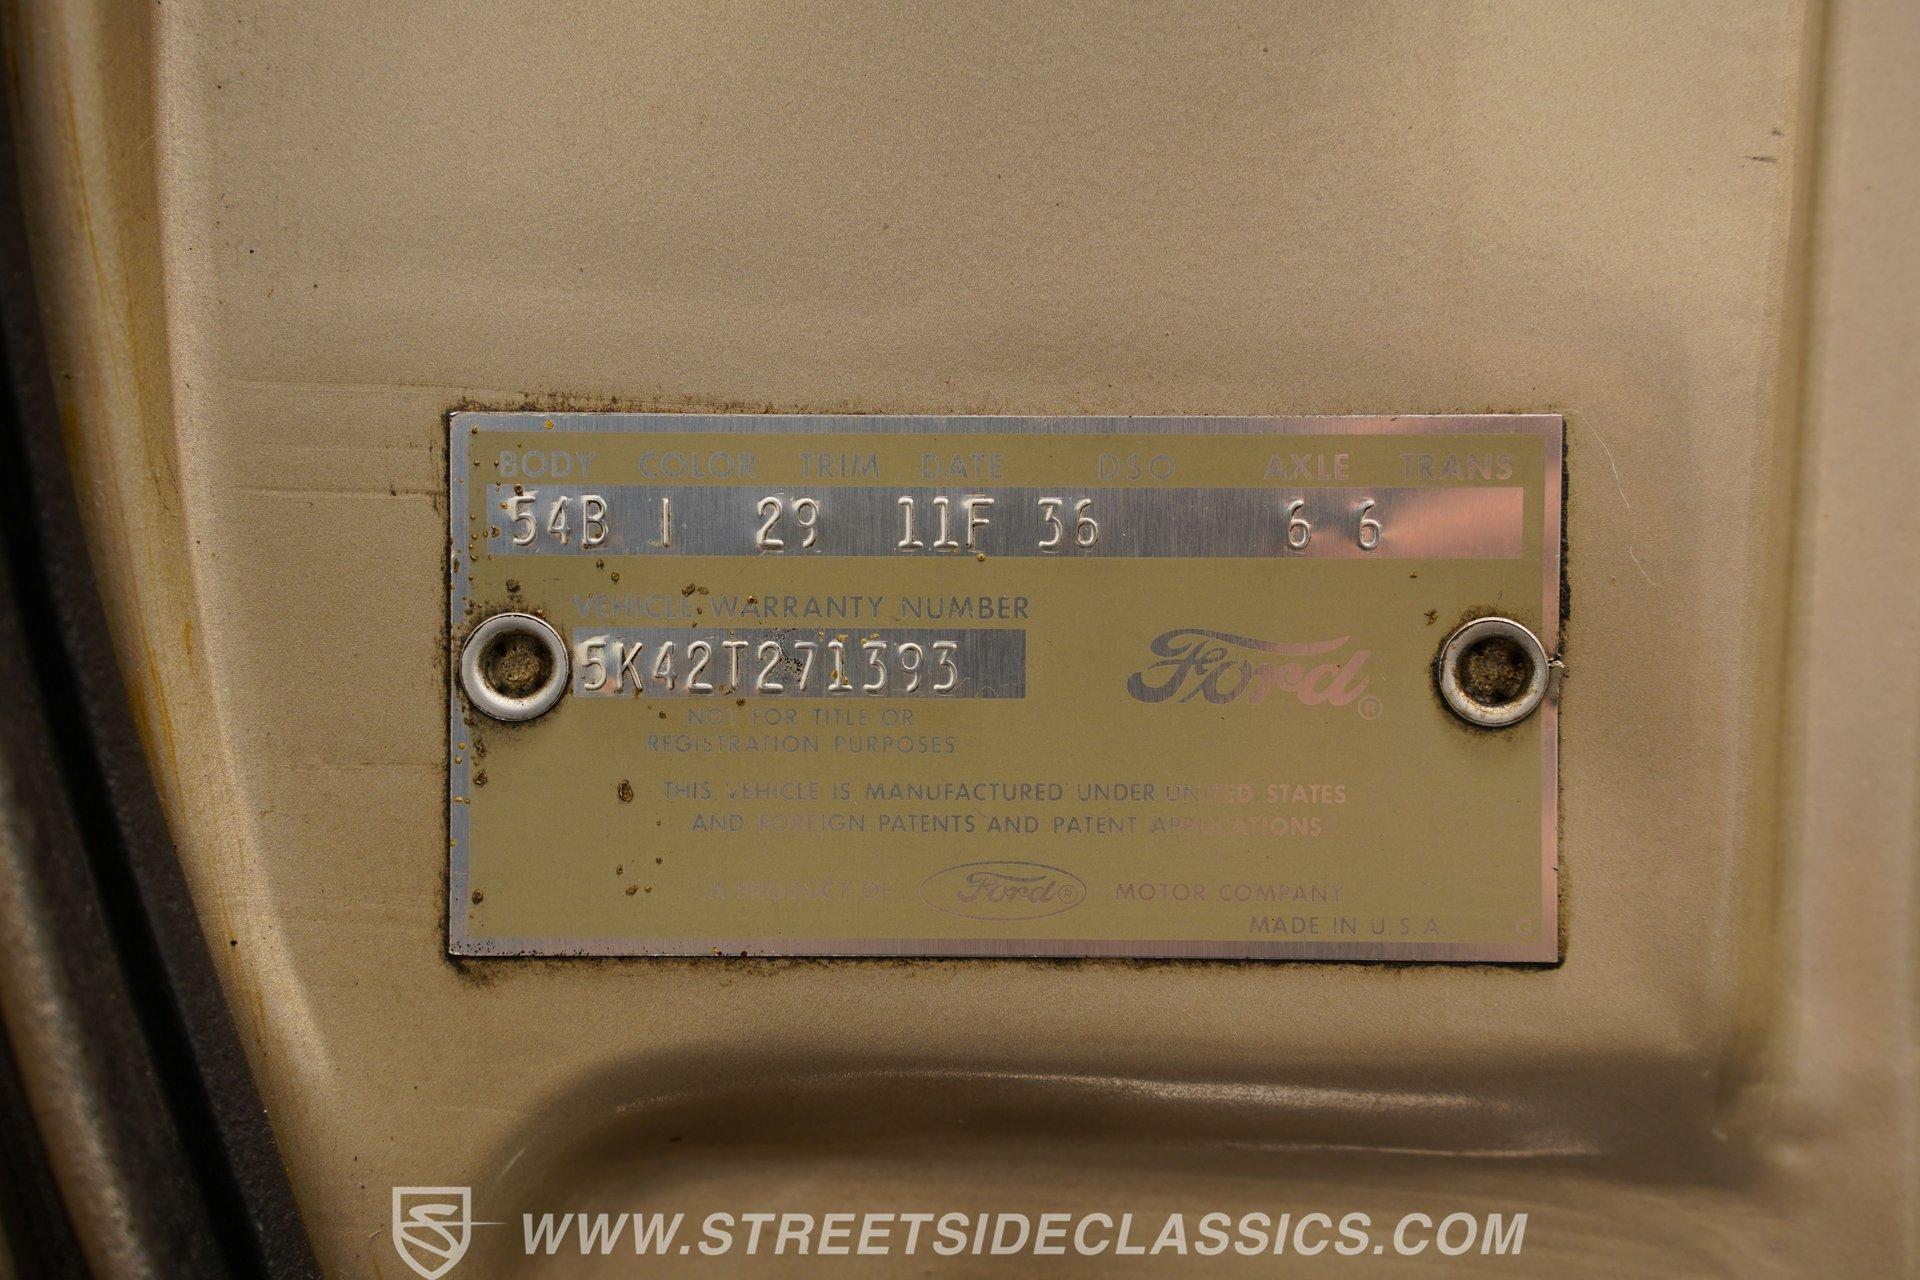 BODY COLOR TRIM DATE DSO AXLE TRANS
54B I 29 11F 36 6 6
VEHICLE WARRANTY NUMBER
5K42T271393
Ford®
NOT FOR TITLE OR
REGISTRATION PURPOSES
THIS VEHICLE IS MANUFACTURED UNDER UNITED STATES
AND FOREIGN PATENTS AND PATENT APPLICATIONS
A PRODUCT OF Ford® MOTOR COMPANY
MADE IN U.S.A G
WWW.STREETSIDECLASSICS.COM